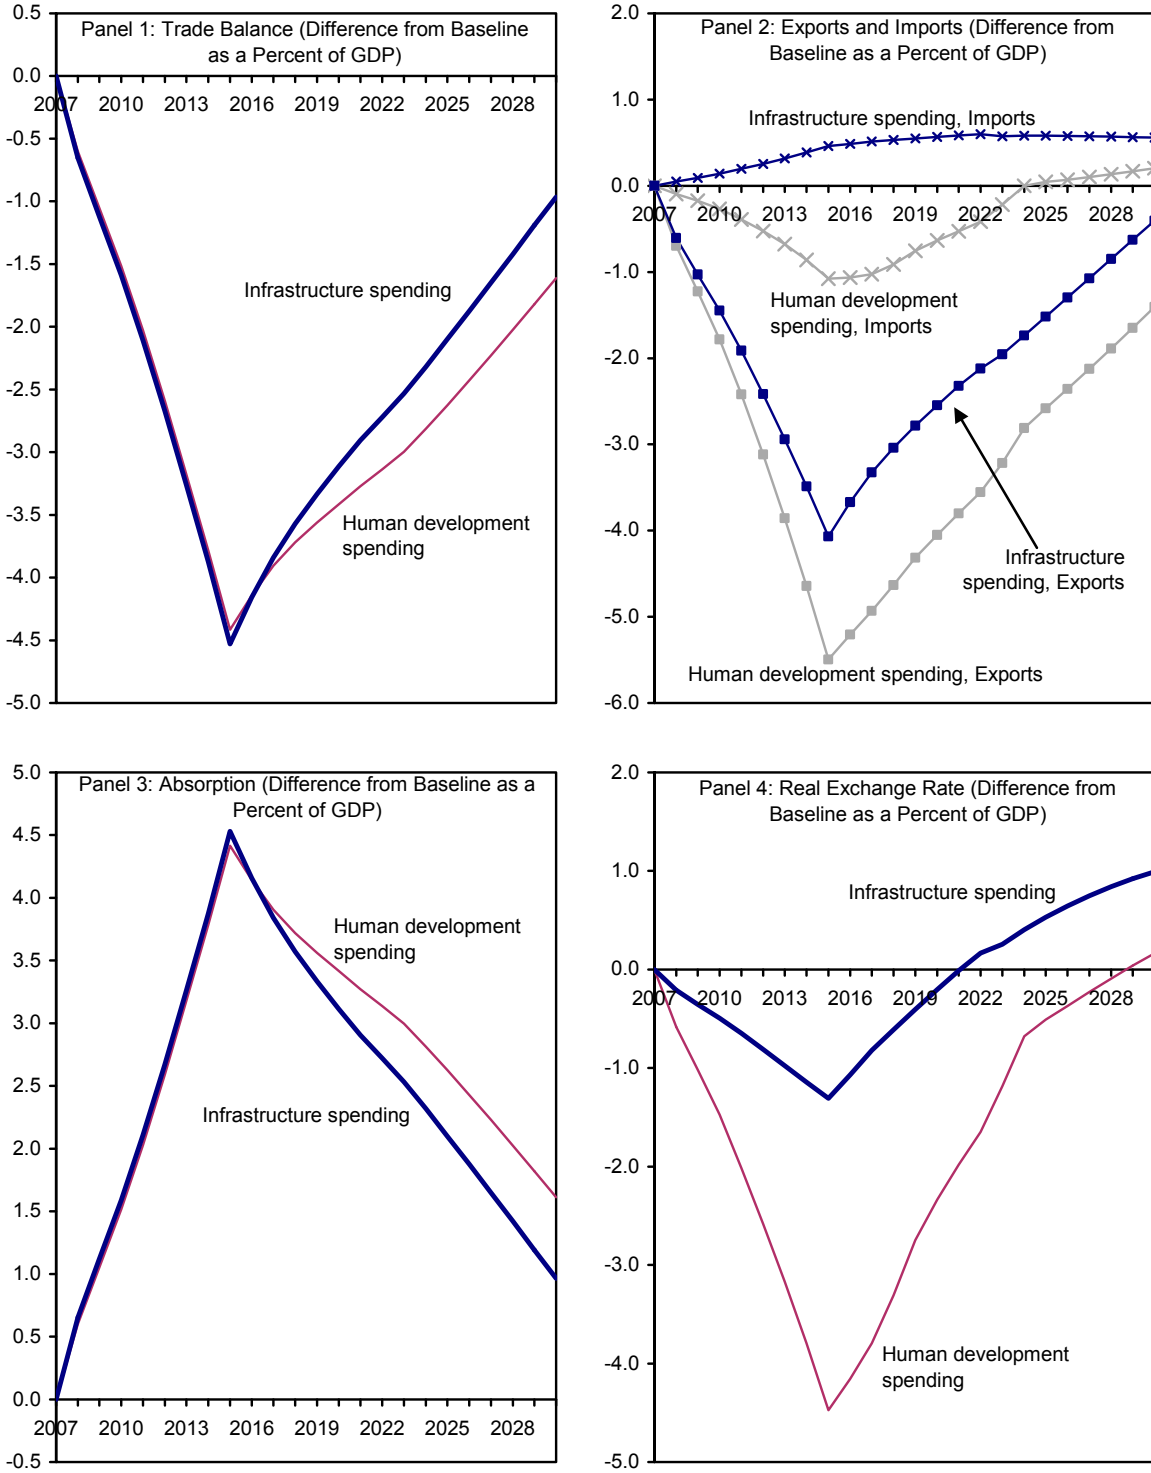 Panel 1: Trade Balance (Difference from Baseline
as a Percent of GDP)
0.5
0.0
-0.5
-1.0
-1.5
-2.0
-2.5
-3.0
-3.5
-4.0
-4.5
-5.0
2007 2010 2013 2016 2019 2022 2025 2028
Infrastructure spending
Human development
spending
Panel 2: Exports and Imports (Difference from
Baseline as a Percent of GDP)
2.0
1.0
0.0
-1.0
-2.0
-3.0
-4.0
-5.0
-6.0
Infrastructure spending, Imports
2007 2010 2013 2016 2019 2022 2025 2028
Human development
spending, Imports
Infrastructure
spending, Exports
Human development spending, Exports
Panel 3: Absorption (Difference from Baseline as a
Percent of GDP)
5.0
4.5
4.0
3.5
3.0
2.5
2.0
1.5
1.0
0.5
0.0
-0.5
Human development
spending
Infrastructure spending
2007 2010 2013 2016 2019 2022 2025 2028
Panel 4: Real Exchange Rate (Difference from
Baseline as a Percent of GDP)
2.0
1.0
0.0
-1.0
-2.0
-3.0
-4.0
-5.0
Infrastructure spending
2007 2010 2013 2016 2019 2022 2025 2028
Human development
spending